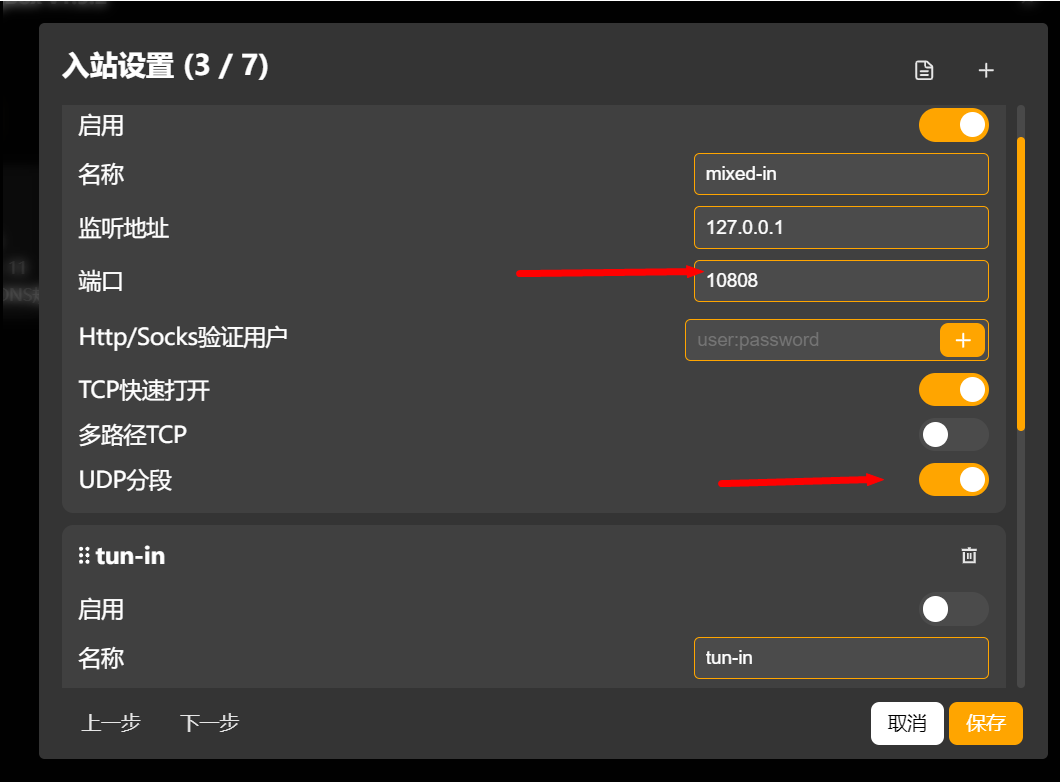 入站设置 (3 / 7)
启用
名称 mixed-in
监听地址 127.0.0.1
端口 10808
Http/Socks验证用户 user:password
TCP快速打开
多路径TCP
UDP分段
tun-in
启用
名称 tun-in
上一步 下一步 取消 保存